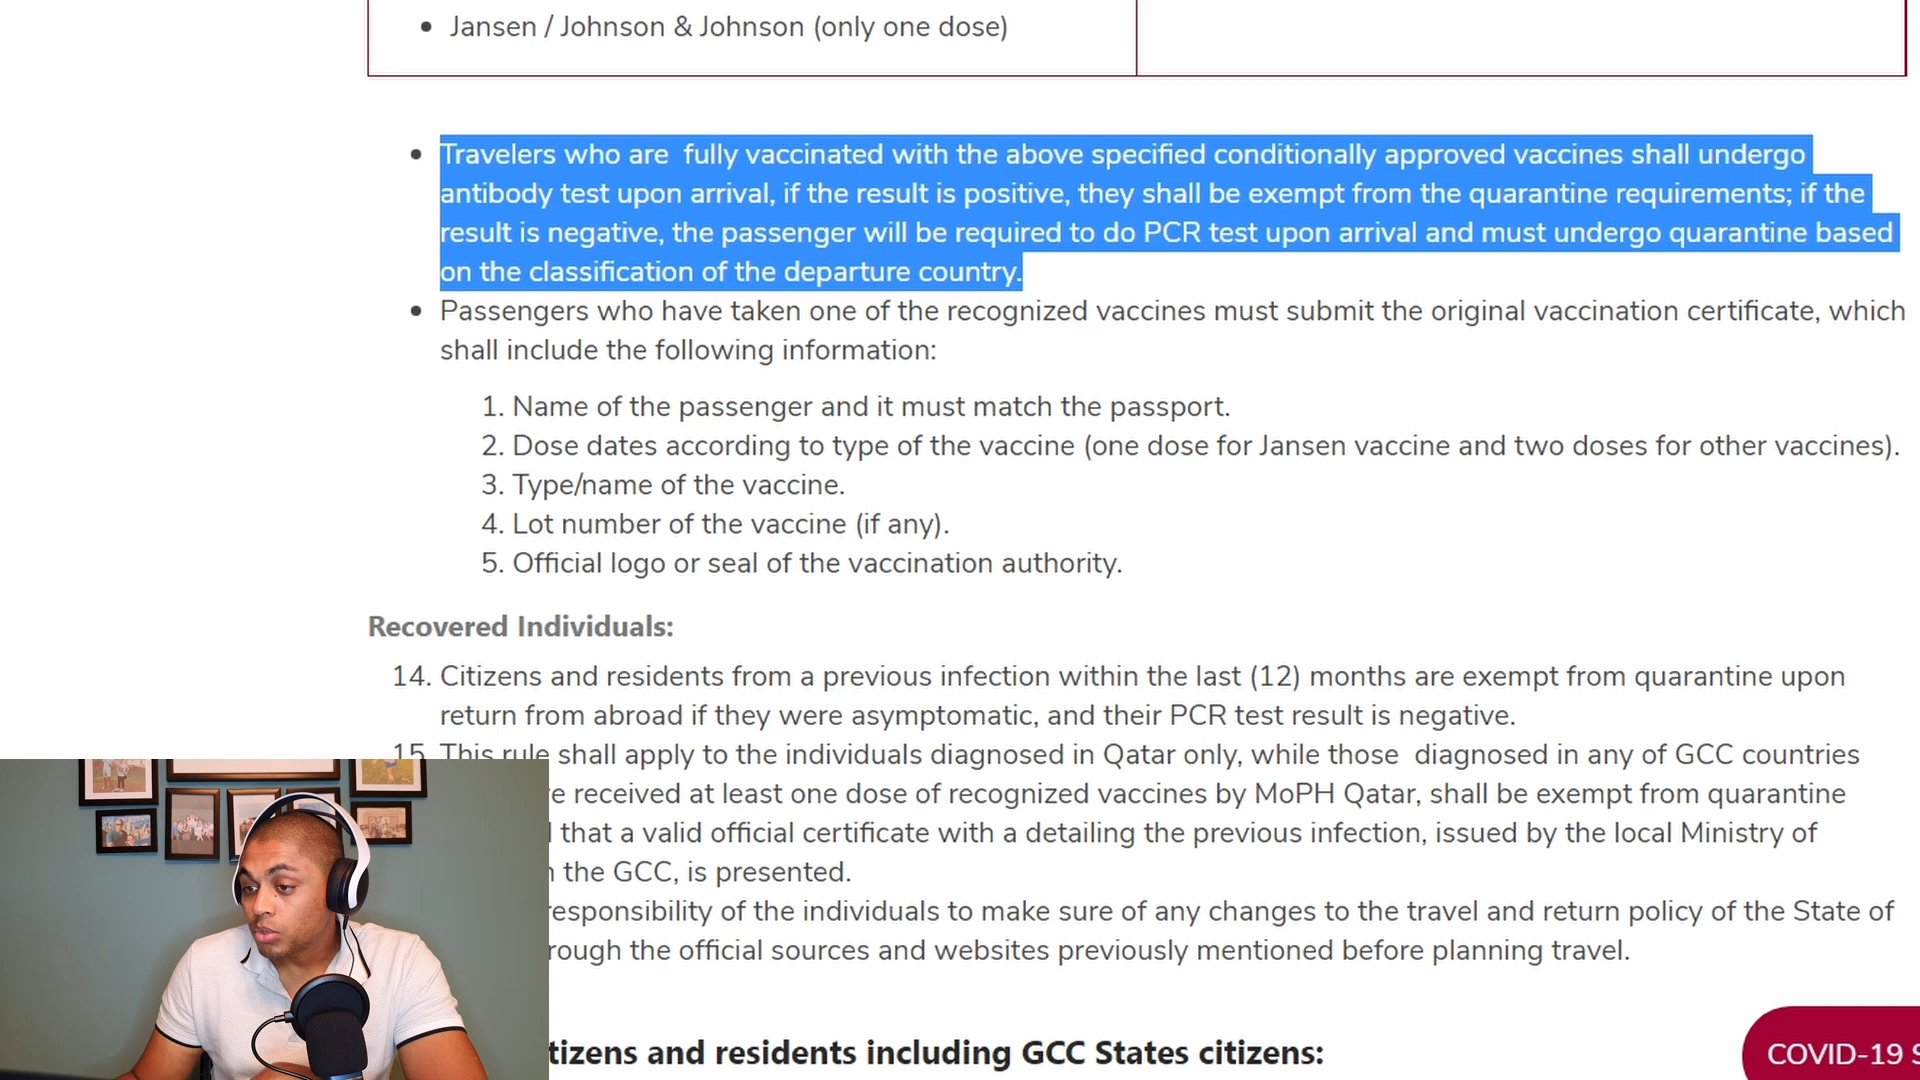 Jansen / Johnson & Johnson (only one dose)
Travelers who are fully vaccinated with the above specified conditionally approved vaccines shall undergo
antibody test upon arrival, if the result is positive, they shall be exempt from the quarantine requirements; if the
result is negative, the passenger will be required to do PCR test upon arrival and must undergo quarantine based
on the classification of the departure country.
Passengers who have taken one of the recognized vaccines must submit the original vaccination certificate, which
shall include the following information:
1. Name of the passenger and it must match the passport.
2. Dose dates according to type of the vaccine (one dose for Jansen vaccine and two doses for other vaccines).
3. Type/name of the vaccine.
4. Lot number of the vaccine (if any).
5. Official logo or seal of the vaccination authority.
Recovered Individuals:
14. Citizens and residents from a previous infection within the last (12) months are exempt from quarantine upon
return from abroad if they were asymptomatic, and their PCR test result is negative.
15. This rule shall apply to the individuals diagnosed in Qatar only, while those diagnosed in any of GCC countries
received at least one dose of recognized vaccines by MoPH Qatar, shall be exempt from quarantine
that a valid official certificate with a detailing the previous infection, issued by the local Ministry of
the GCC, is presented.
responsibility of the individuals to make sure of any changes to the travel and return policy of the State of
rough the official sources and websites previously mentioned before planning travel.
tizens and residents including GCC States citizens:
COVID-19